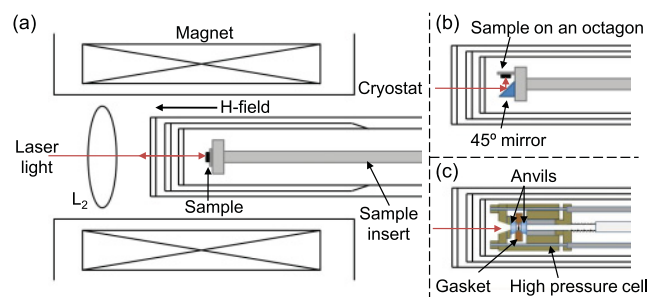 (a)
Magnet
H-field
Cryostat
Laser
light
L2
Sample
Sample
insert
(b)
Sample on an octagon
45º mirror
(c)
Anvils
Gasket
High pressure cell